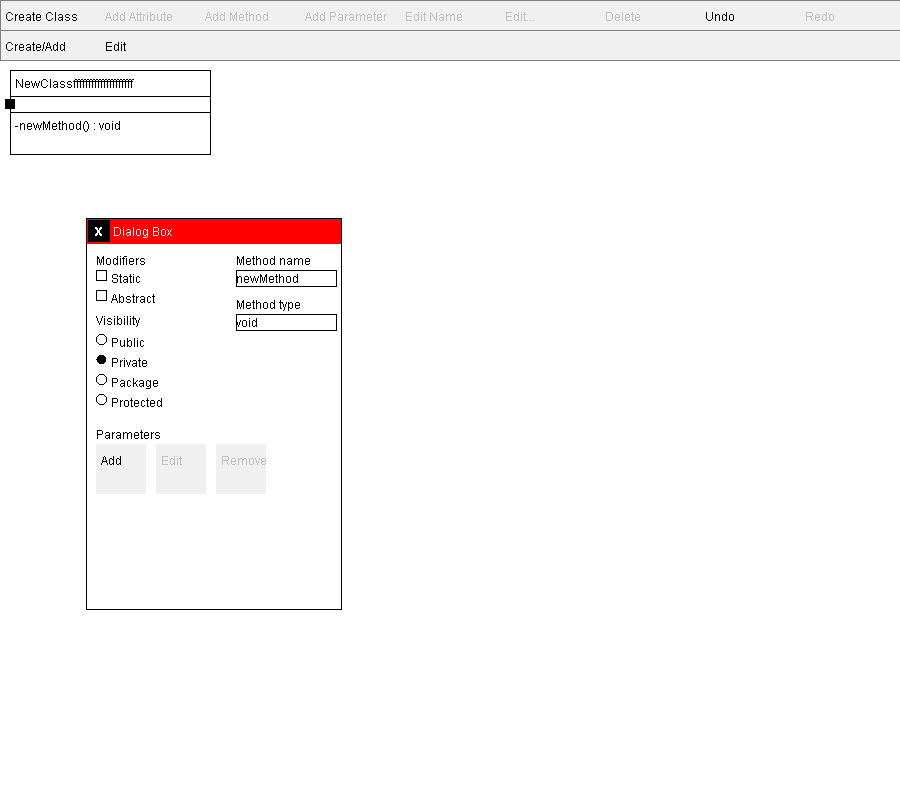 Create Class Add Attribute Add Method Add Parameter Edit Name Edit... Delete Undo Redo
Create/Add Edit
-newMethod() : void
X Dialog Box
Modifiers
Static
Abstract
Visibility
Public
Private
Package
Protected
Method name
newMethod
Method type
void
Parameters
Add Edit Remove